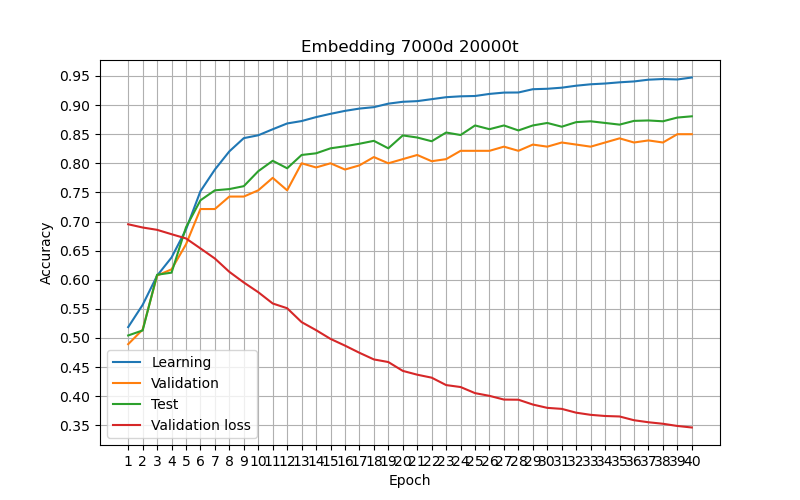 Embedding 7000d 20000t
0.95
0.90
0.85
0.80
0.75
0.70
0.65
0.60
0.55
0.50
0.45
0.40
0.35
Accuracy
Learning
Validation
Test
Validation loss
1 2 3 4 5 6 7 8 9 10 11 12 13 14 15 16 17 18 19 20 21 22 23 24 25 26 27 28 29 30 31 32 33 34 35 36 37 38 39 40
Epoch